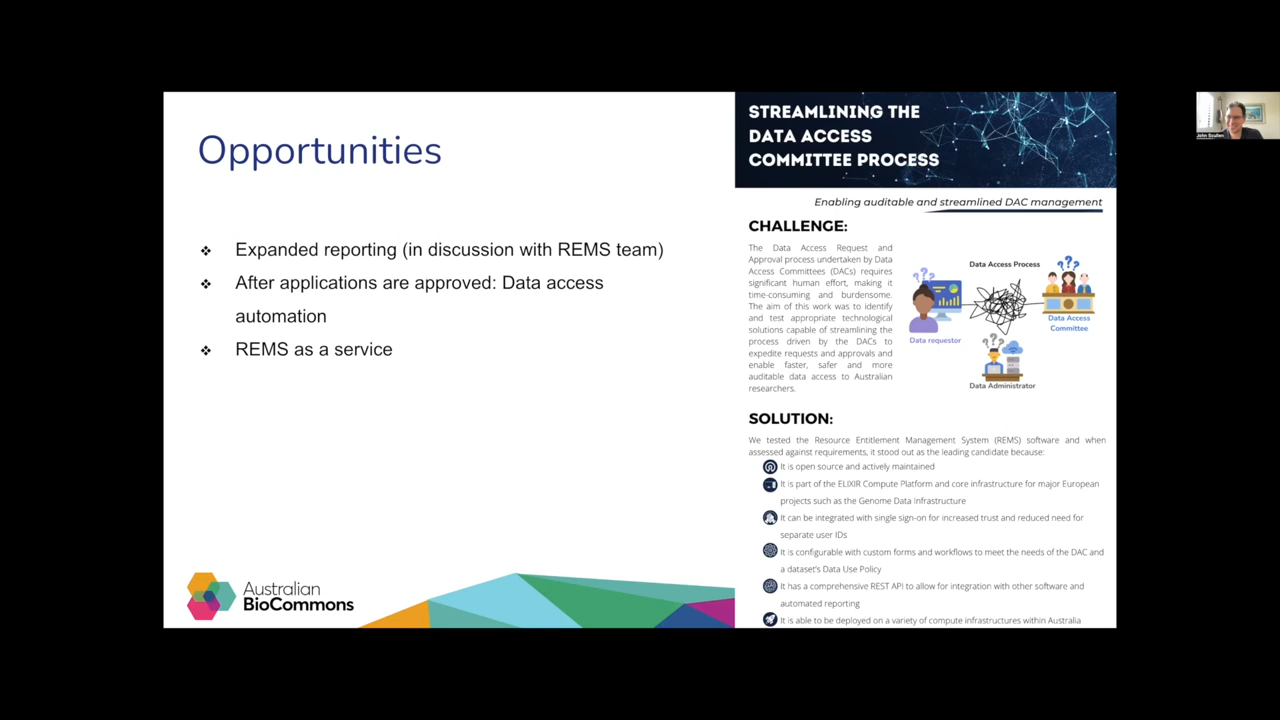 Opportunities
❖ Expanded reporting (in discussion with REMS team)
❖ After applications are approved: Data access
automation
❖ REMS as a service
Australian
BioCommons
STREAMLINING THE
DATA ACCESS
COMMITTEE PROCESS
Enabling auditable and streamlined DAC management
CHALLENGE:
The Data Access Request and
Approval process undertaken by Data
Access Committees (DACs) requires
significant human effort, making it
time-consuming and burdensome.
The aim of this work was to identify
and test appropriate technological
solutions capable of streamlining the
process driven by the DACs to
expedite requests and approvals and
enable faster, safer and more
auditable data access to Australian
researchers.
Data Access Process
???
???
Data requestor
Data Access
Committee
???
Data Administrator
SOLUTION:
We tested the Resource Entitlement Management System (REMS) software and when
assessed against requirements, it stood out as the leading candidate because:
It is open source and actively maintained
It is part of the ELIXIR Compute Platform and core infrastructure for major European
projects such as the Genome Data Infrastructure
It can be integrated with single sign-on for increased trust and reduced need for
separate user IDs
It is configurable with custom forms and workflows to meet the needs of the DAC and
a dataset's Data Use Policy
It has a comprehensive REST API to allow for integration with other software and
automated reporting
It is able to be deployed on a variety of compute infrastructures within Australia
John Scullen